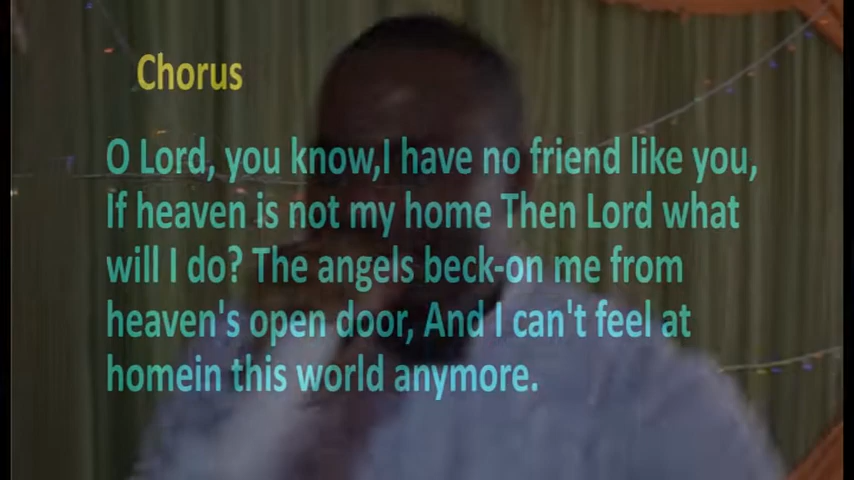 Chorus
O Lord, you know,I have no friend like you,
If heaven is not my home Then Lord what
will I do? The angels beck-on me from
heaven's open door, And I can't feel at
homein this world anymore.